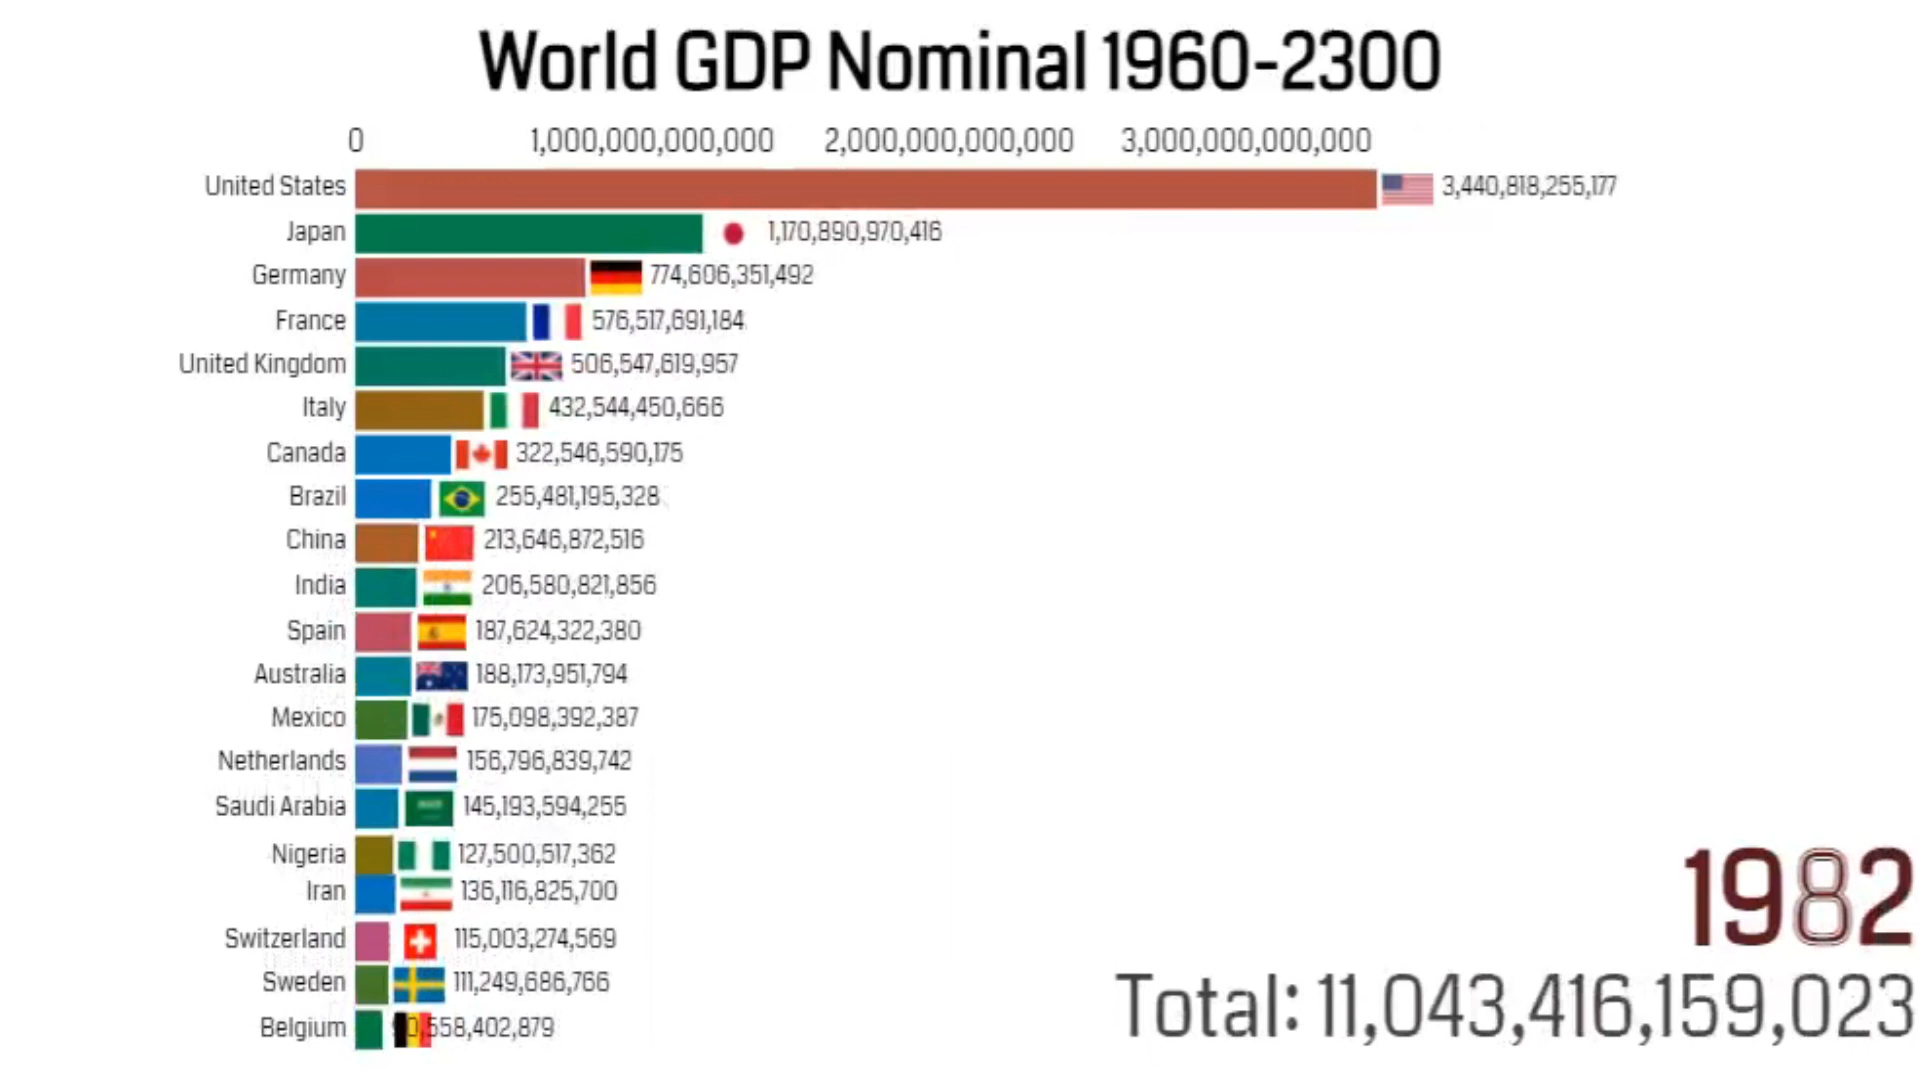 World GDP Nominal 1960-2300
0 1,000,000,000,000 2,000,000,000,000 3,000,000,000,000
United States 3,440,818,255,177
Japan 1,170,890,970,416
Germany 774,606,351,492
France 576,517,691,184
United Kingdom 506,547,619,957
Italy 432,544,450,666
Canada 322,546,590,175
Brazil 255,481,195,328
China 213,646,872,516
India 206,580,821,856
Spain 187,624,322,380
Australia 188,173,951,794
Mexico 175,098,392,387
Netherlands 156,796,839,742
Saudi Arabia 145,193,594,255
Nigeria 127,500,517,362
Iran 136,116,825,700
Switzerland 115,003,274,569
Sweden 111,249,686,766
Belgium
1982
Total: 11,043,416,159,023